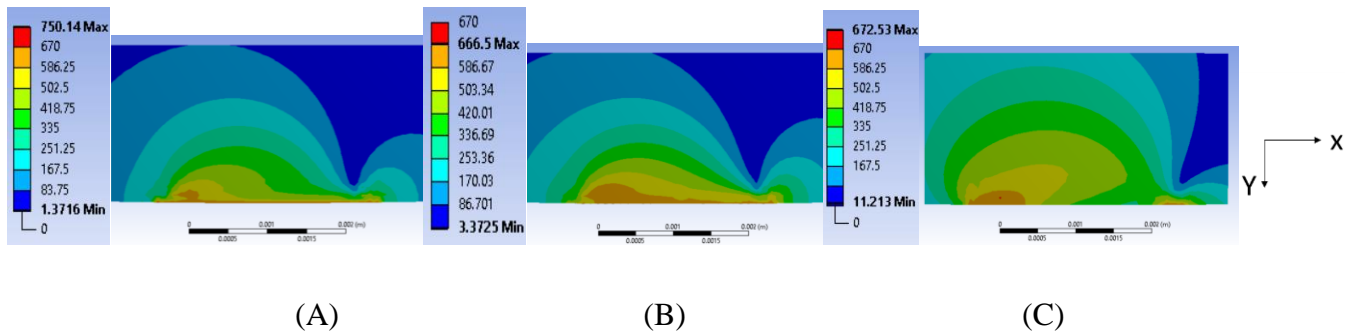 750.14 Max
670
586.25
502.5
418.75
335
251.25
167.5
83.75
1.3716 Min
0
0 0.001 0.002 (m)
0.0005 0.0015
670
666.5 Max
586.67
503.34
420.01
336.69
253.36
170.03
86.701
3.3725 Min
0 0.001 0.002 (m)
0.0005 0.0015
672.53 Max
670
586.25
502.5
418.75
335
251.25
167.5
83.75
11.213 Min
0
0 0.001 0.002 (m)
0.0005 0.0015
X
Y
(A) (B) (C)